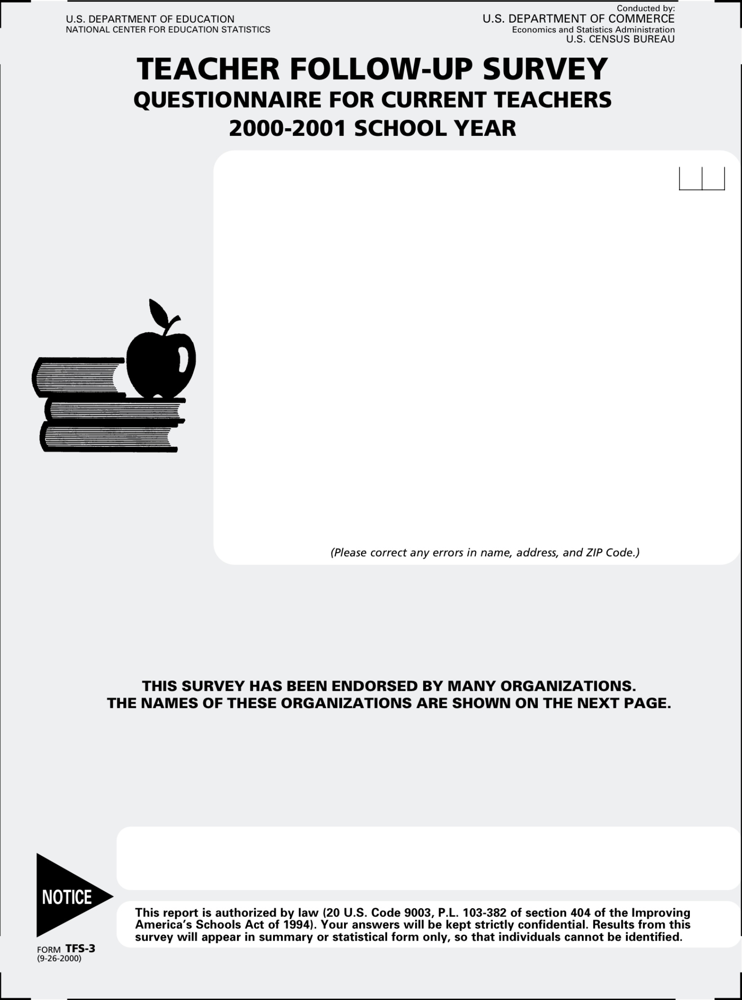 U.S. DEPARTMENT OF EDUCATION
NATIONAL CENTER FOR EDUCATION STATISTICS
Conducted by:
U.S. DEPARTMENT OF COMMERCE
Economics and Statistics Administration
U.S. CENSUS BUREAU
TEACHER FOLLOW-UP SURVEY
QUESTIONNAIRE FOR CURRENT TEACHERS
2000-2001 SCHOOL YEAR
(Please correct any errors in name, address, and ZIP Code.)
THIS SURVEY HAS BEEN ENDORSED BY MANY ORGANIZATIONS.
THE NAMES OF THESE ORGANIZATIONS ARE SHOWN ON THE NEXT PAGE.
NOTICE
This report is authorized by law (20 U.S. Code 9003, P.L. 103-382 of section 404 of the Improving
America’s Schools Act of 1994). Your answers will be kept strictly confidential. Results from this
survey will appear in summary or statistical form only, so that individuals cannot be identified.
FORM TFS-3
(9-26-2000)